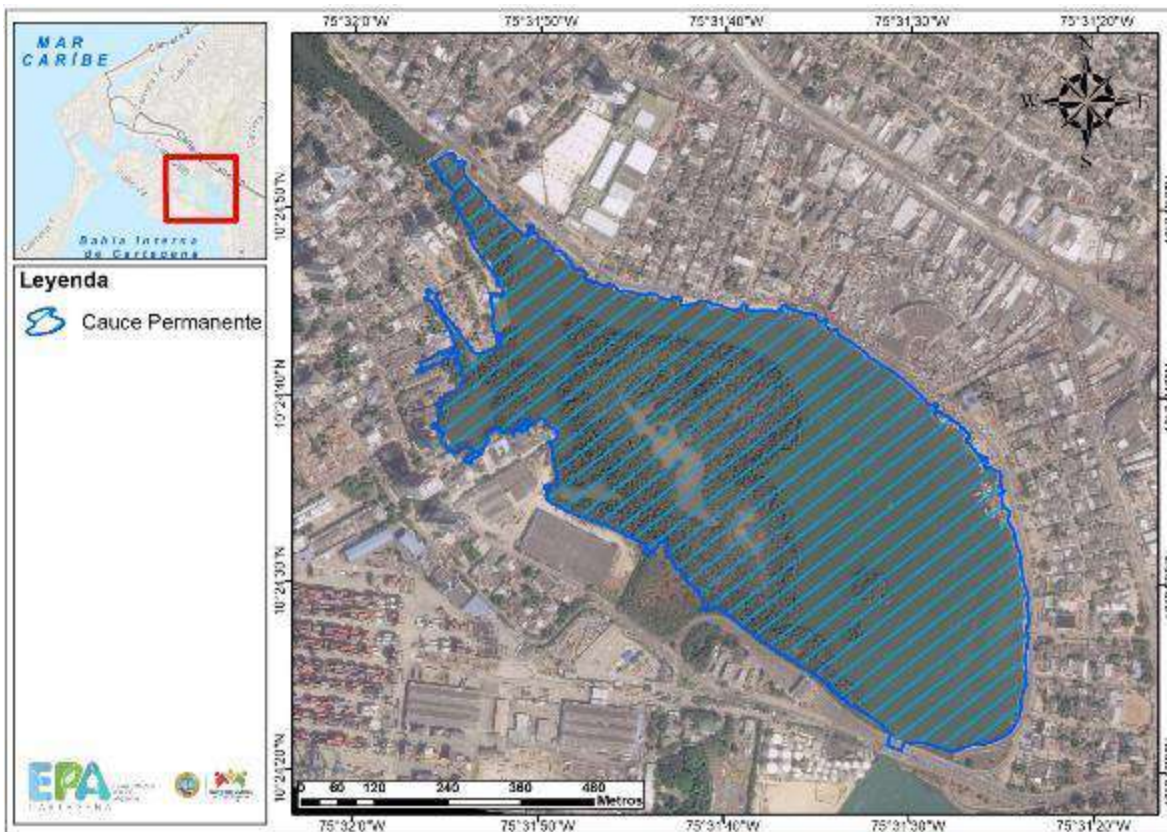 MAR
CARIBE
Bahía Interna
de Cartagena
Leyenda
Cauce Permanente
EPA
CARTAGENA
75°32'0"W 75°31'50"W 75°31'40"W 75°31'30"W 75°31'20"W
N
W E
S
10°24'50"N
10°24'40"N
10°24'30"N
10°24'20"N
0 60 120 240 360 480
Metros
75°32'0"W 75°31'50"W 75°31'40"W 75°31'30"W 75°31'20"W